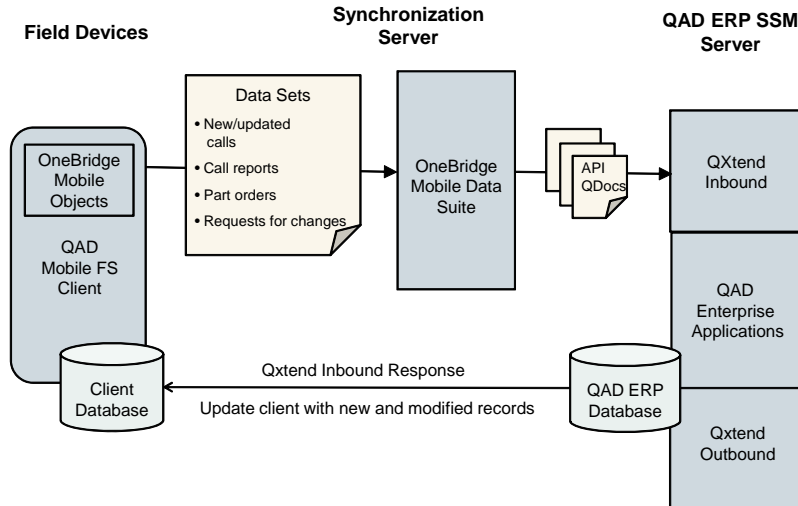 Field Devices
Synchronization
Server
QAD ERP SSM
Server
Data Sets
• New/updated
calls
• Call reports
• Part orders
• Requests for changes
OneBridge
Mobile
Objects
QAD
Mobile FS
Client
OneBridge
Mobile Data
Suite
API
QDocs
QXtend
Inbound
QAD
Enterprise
Applications
Client
Database
Qxtend Inbound Response
Update client with new and modified records
QAD ERP
Database
Qxtend
Outbound